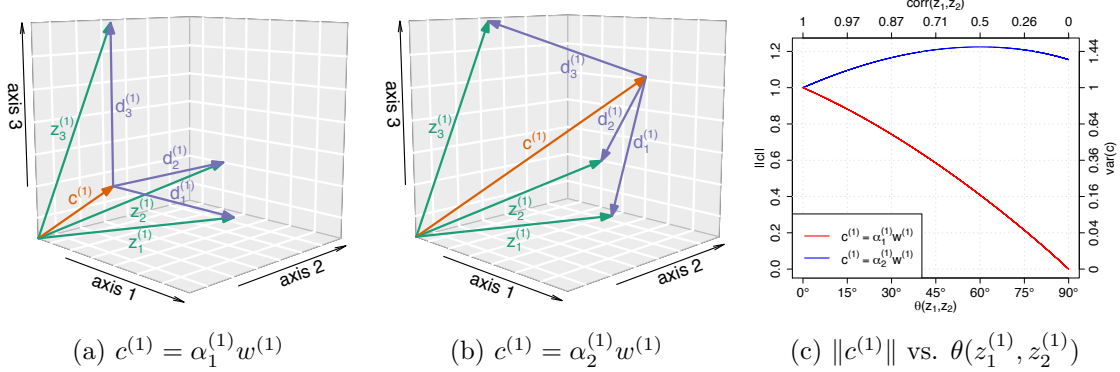 axis 3
z₃⁽¹⁾
d₃⁽¹⁾
c⁽¹⁾
d₂⁽¹⁾
d₁⁽¹⁾
z₂⁽¹⁾
z₁⁽¹⁾
axis 1
axis 2
(a) c⁽¹⁾ = α₁⁽¹⁾w⁽¹⁾
axis 3
z₃⁽¹⁾
d₃⁽¹⁾
c⁽¹⁾
d₂⁽¹⁾
d₁⁽¹⁾
z₂⁽¹⁾
z₁⁽¹⁾
axis 1
axis 2
(b) c⁽¹⁾ = α₂⁽¹⁾w⁽¹⁾
corr(z₁,z₂)
1 0.97 0.87 0.71 0.5 0.26 0
||c||
1.2
1.0
0.8
0.6
0.4
0.2
0.0
var(c)
1.44
1
0.64
0.36
0.16
0.04
0
c⁽¹⁾ = α₁⁽¹⁾w⁽¹⁾
c⁽¹⁾ = α₂⁽¹⁾w⁽¹⁾
0° 15° 30° 45° 60° 75° 90°
θ(z₁,z₂)
(c) ‖c⁽¹⁾‖ vs. θ(z₁⁽¹⁾, z₂⁽¹⁾)